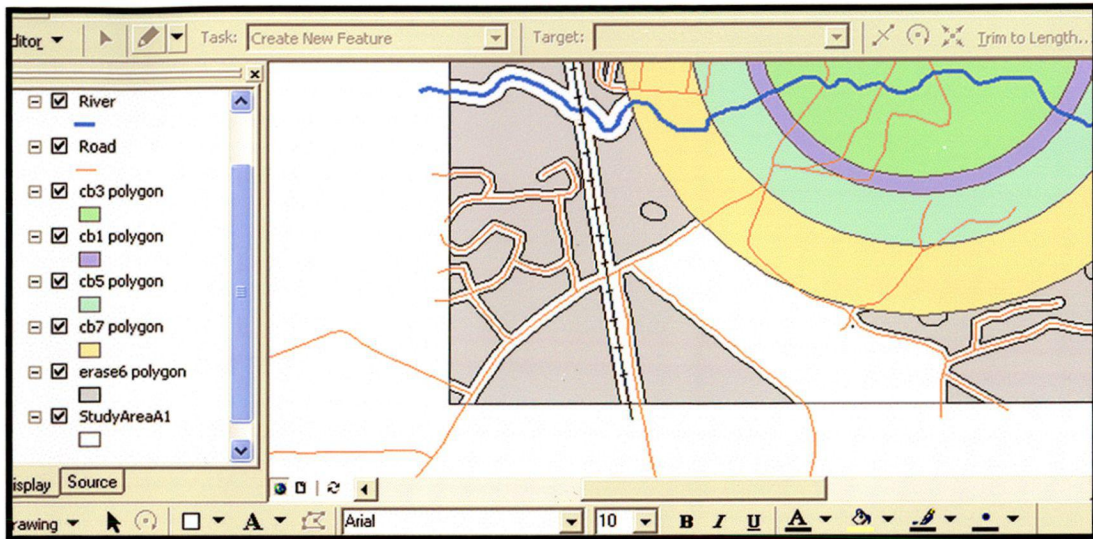 ditor Task: Create New Feature Target: Trim to Length...
River
Road
cb3 polygon
cb1 polygon
cb5 polygon
cb7 polygon
erase6 polygon
StudyAreaA1
isplay Source
rawing A Arial 10 B I U A